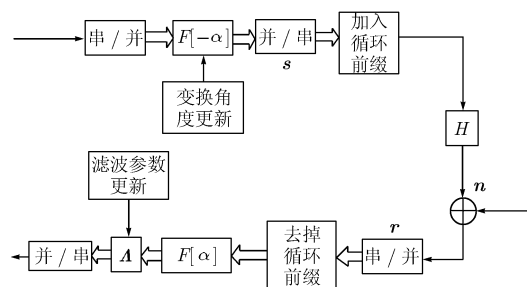 串 / 并
F[-α]
并 / 串
s
加入
循环
前缀
变换角
度更新
H
滤波参数
更新
n
r
并 / 串
Λ
F[α]
去掉
循环
前缀
串 / 并